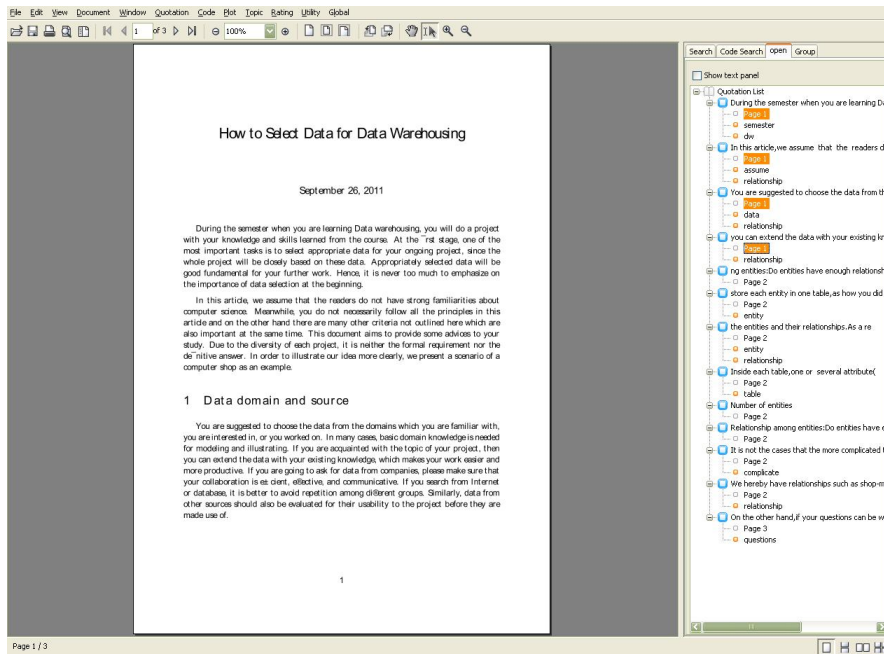 File Edit View Document Window Quotation Code Plot Topic Rating Utility Global
1 of 3 100%
Search Code Search open Group
Show text panel
Quotation List
During the semester when you are learning Da
Page 1
semester
dw
In this article,we assume that the readers d
Page 1
assume
relationship
You are suggested to choose the data from th
Page 1
data
relationship
you can extend the data with your existing kn
Page 1
relationship
ng entities:Do entities have enough relationsh
Page 2
store each entity in one table,as how you did
Page 2
entity
the entities and their relationships.As a re
Page 2
entity
relationship
Inside each table,one or several attribute(
Page 2
table
Number of entities
Page 2
Relationship among entities:Do entities have e
Page 2
It is not the cases that the more complicated t
Page 2
complicate
We hereby have relationships such as shop-m
Page 2
relationship
On the other hand,if your questions can be w
Page 3
questions
How to Select Data for Data Warehousing
September 26, 2011
During the semester when you are learning Data warehousing, you will do a project
with your knowledge and skills learned from the course. At the ¯rst stage, one of the
most important tasks is to select appropriate data for your ongoing project, since the
whole project will be closely based on these data. Appropriately selected data will be
good fundamental for your further work. Hence, it is never too much to emphasize on
the importance of data selection at the beginning.
In this article, we assume that the readers do not have strong familiarities about
computer science. Meanwhile, you do not necessarily follow all the principles in this
article and on the other hand there are many other criteria not outlined here which are
also important at the same time. This document aims to provide some advices to your
study. Due to the diversity of each project, it is neither the formal requirement nor the
de¯nitive answer. In order to illustrate our idea more clearly, we present a scenario of a
computer shop as an example.
1 Data domain and source
You are suggested to choose the data from the domains which you are familiar with,
you are interested in, or you worked on. In many cases, basic domain knowledge is needed
for modeling and illustrating. If you are acquainted with the topic of your project, then
you can extend the data with your existing knowledge, which makes your work easier and
more productive. If you are going to ask for data from companies, please make sure that
your collaboration is e± cient, e®ective, and communicative. If you search from Internet
or database, it is better to avoid repetition among di®erent groups. Similarly, data from
other sources should also be evaluated for their usability to the project before they are
made use of.
1
Page 1 / 3